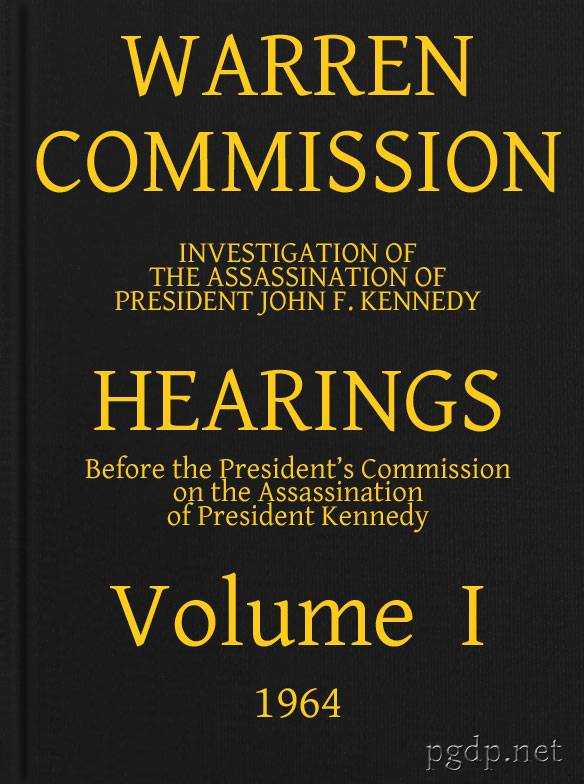 WARREN
COMMISSION
INVESTIGATION OF
THE ASSASSINATION OF
PRESIDENT JOHN F. KENNEDY
HEARINGS
Before the President’s Commission
on the Assassination
of President Kennedy
Volume I
1964
pgdp.net